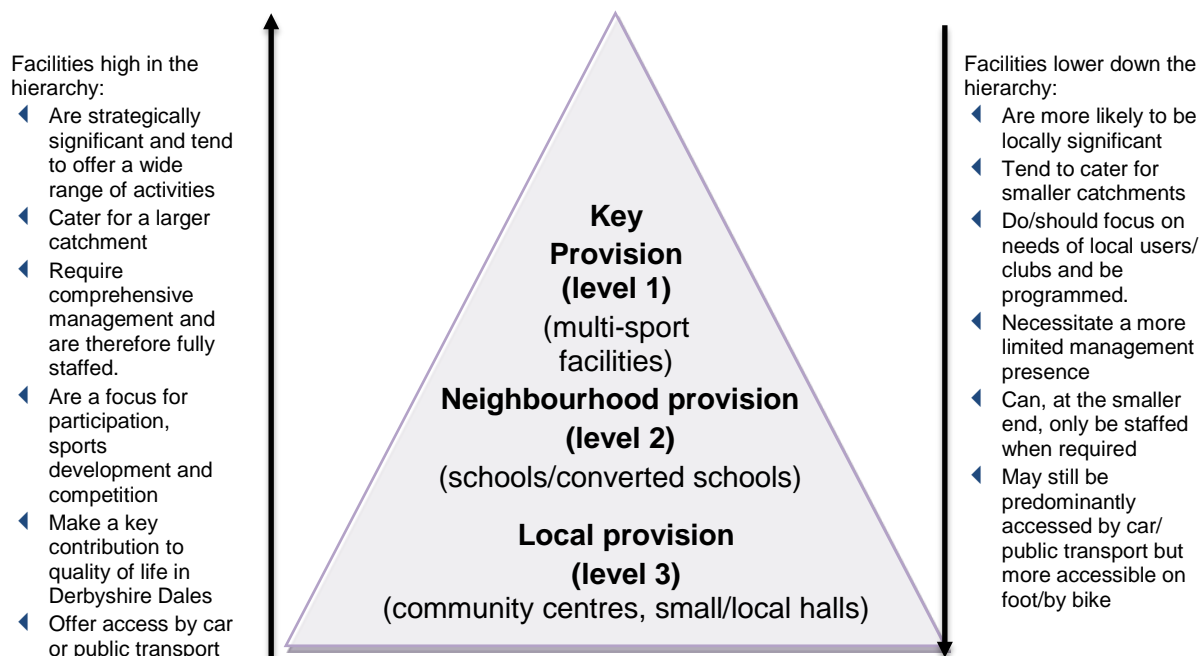 Facilities high in the
hierarchy:
Are strategically
significant and tend
to offer a wide
range of activities
Cater for a larger
catchment
Require
comprehensive
management and
are therefore fully
staffed.
Are a focus for
participation,
sports
development and
competition
Make a key
contribution to
quality of life in
Derbyshire Dales
Offer access by car
or public transport
Key
Provision
(level 1)
(multi-sport
facilities)
Neighbourhood provision
(level 2)
(schools/converted schools)
Local provision
(level 3)
(community centres, small/local halls)
Facilities lower down the
hierarchy:
Are more likely to be
locally significant
Tend to cater for
smaller catchments
Do/should focus on
needs of local users/
clubs and be
programmed.
Necessitate a more
limited management
presence
Can, at the smaller
end, only be staffed
when required
May still be
predominantly
accessed by car/
public transport but
more accessible on
foot/by bike